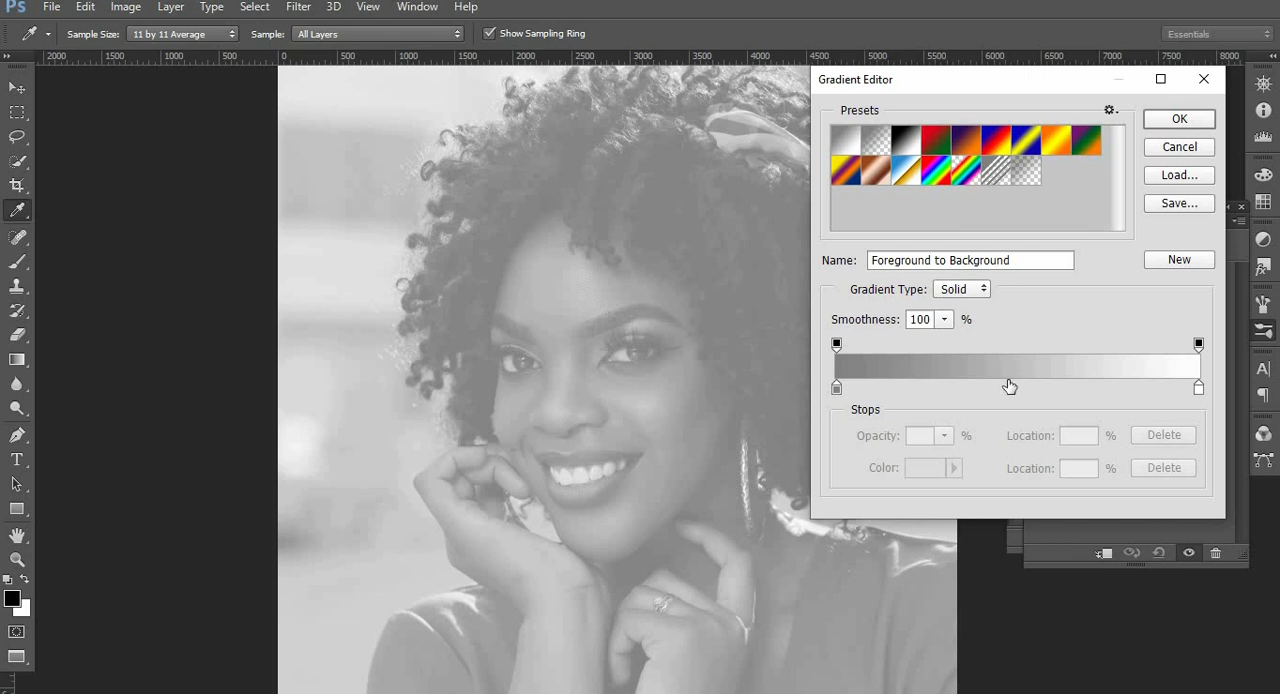 Ps File Edit Image Layer Type Select Filter 3D View Window Help
Sample Size: 11 by 11 Average Sample: All Layers Show Sampling Ring Essentials
2000 1500 1000 500 0 500 1000 1500 2000 2500 3000 3500 4000 4500 5000 5500 6000 6500 7000 7500 8000
Gradient Editor
Presets
OK
Cancel
Load...
Save...
Name: Foreground to Background New
Gradient Type: Solid
Smoothness: 100 %
Stops
Opacity: % Location: % Delete
Color: Location: % Delete